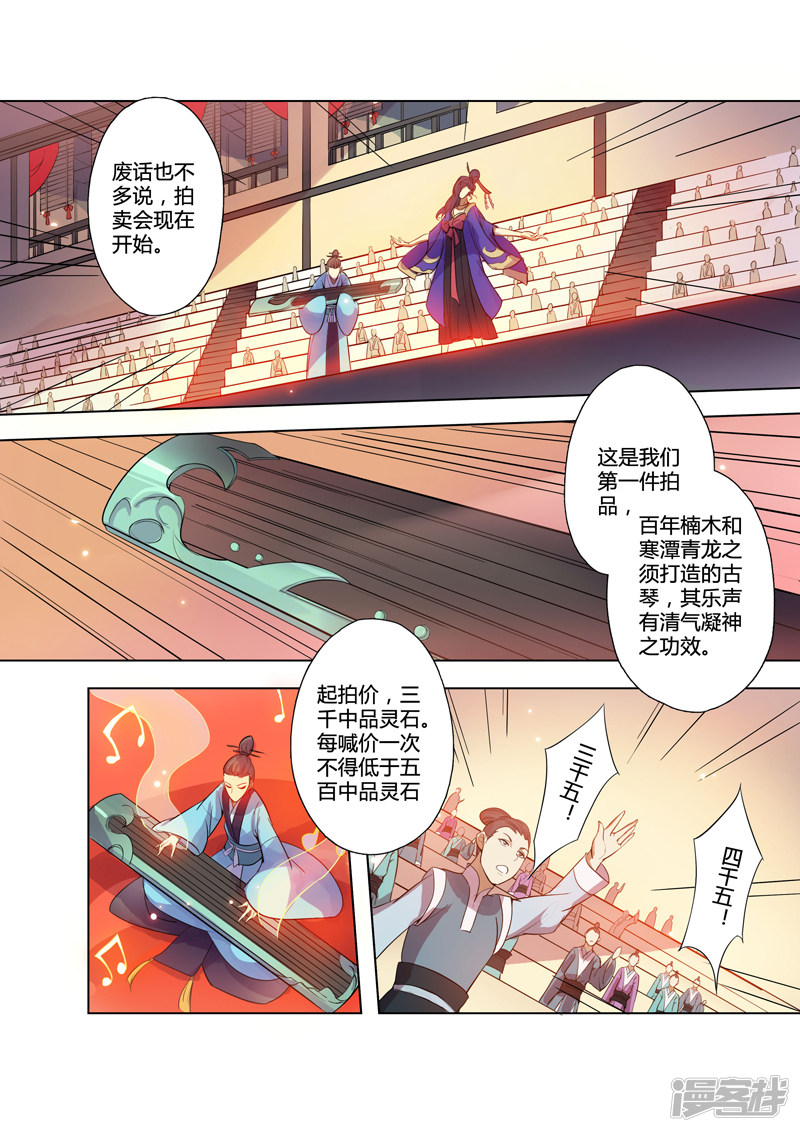 废话也不
多说，拍
卖会现在
开始。
这是我们
第一件拍
品，
百年楠木和
寒潭青龙之
须打造的古
琴，其乐声
有清气凝神
之功效。
起拍价，三
千中品灵石。
每喊价一次
不得低于五
百中品灵石
三千五！
四千五！
漫客栈